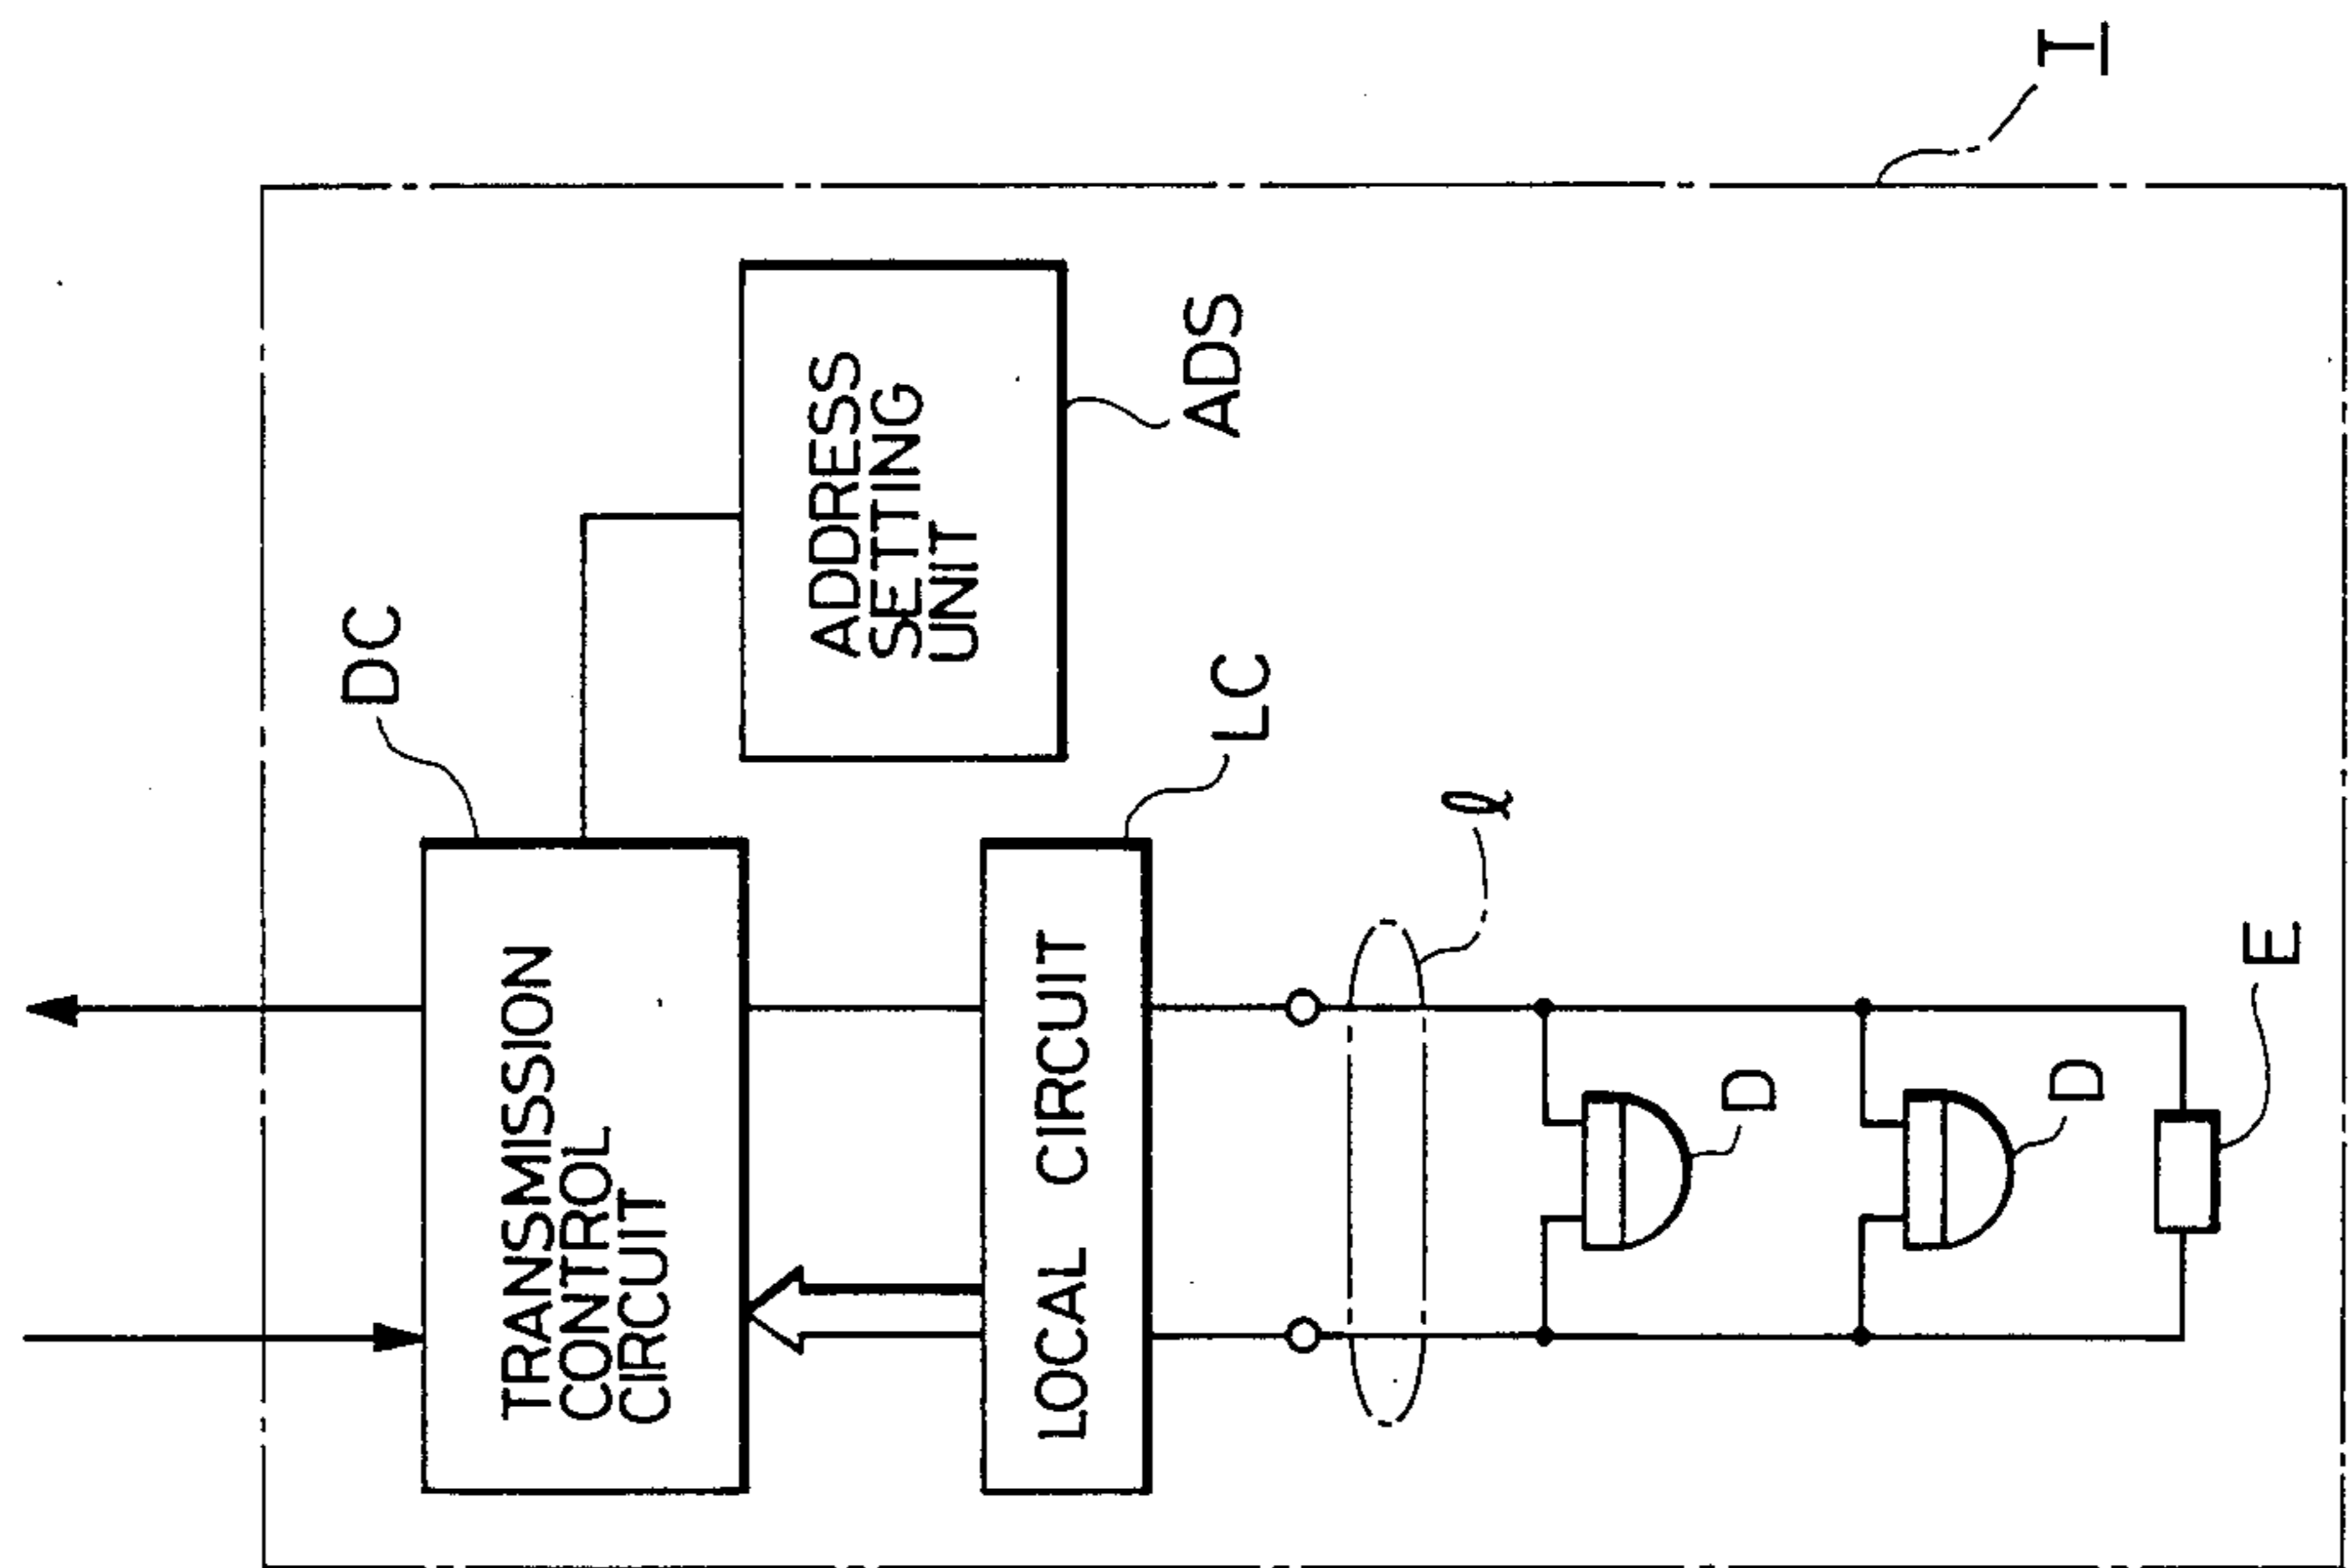 TRANSMISSION
CONTROL
CIRCUIT
DC
LOCAL CIRCUIT
LC
ADDRESS
SETTING
UNIT
ADS
ℓ
D
D
E
I